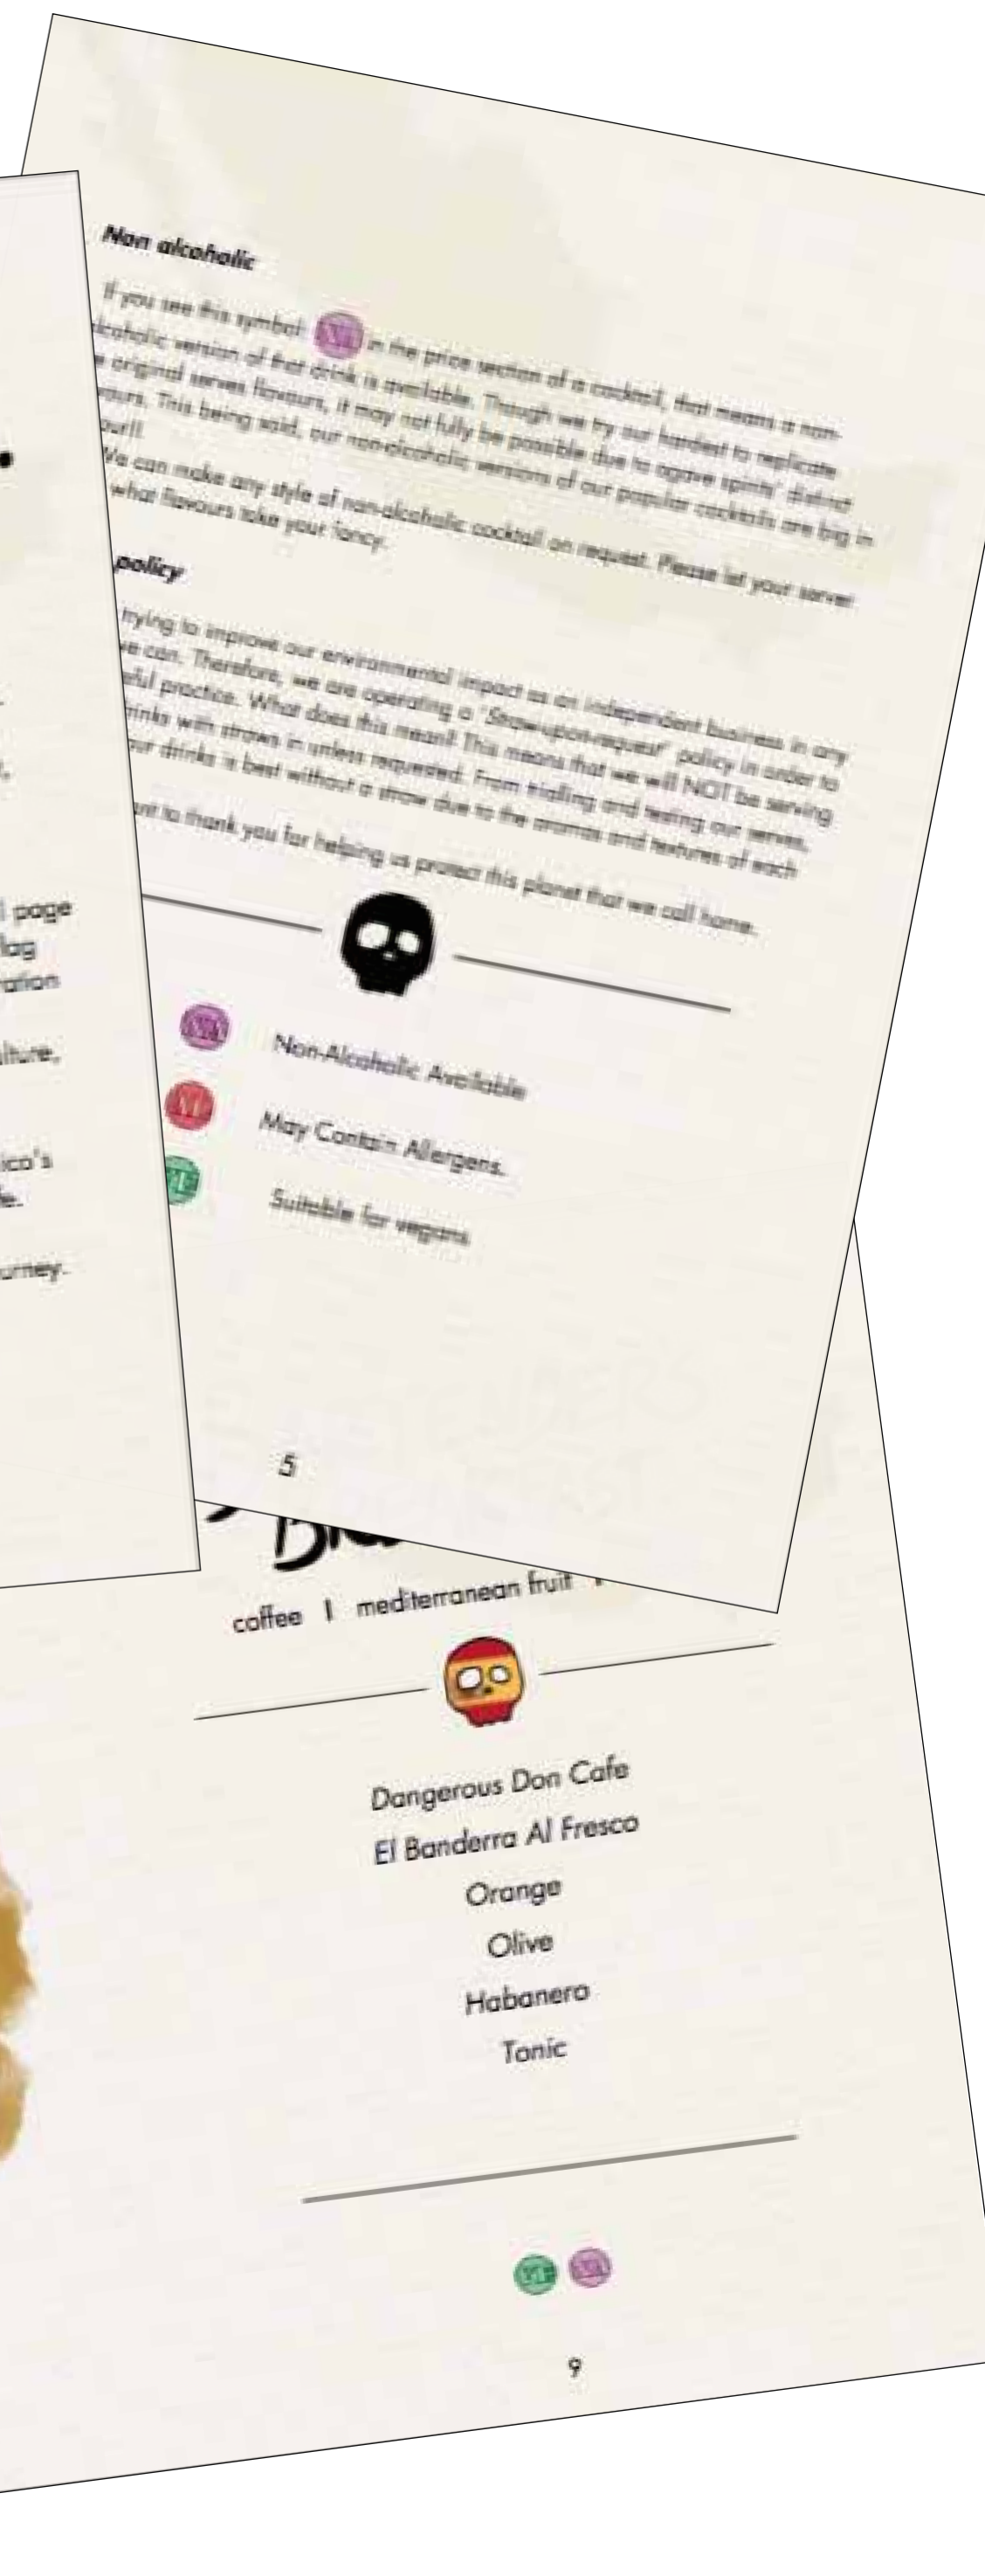 Non alcoholic
If you see this symbol in the price section of a cocktail, that means a non-
alcoholic version of that drink is available. Though we try our hardest to replicate
original serves flavours, it may not fully be possible due to agave spirits' distinct
This being said, our non-alcoholic versions of our popular cocktails are big in
We can make any style of non-alcoholic cocktail on request. Please let your server
what flavours take your fancy.
policy
trying to improve our environmental impact as an independent business in any
we can. Therefore, we are operating a "Straw-upon-request" policy in order to
practice. What does this mean? This means that we will NOT be serving
drinks with straws in unless requested. From trialling and testing our serves,
our drinks is best without a straw due to the aromas and textures of each
to thank you for helping us protect this planet that we call home.
Non-Alcoholic Available
May Contain Allergens.
Suitable for vegans
5
page
coffee | mediterranean fruit
Dangerous Don Cafe
El Banderra Al Fresco
Orange
Olive
Habanero
Tonic
9